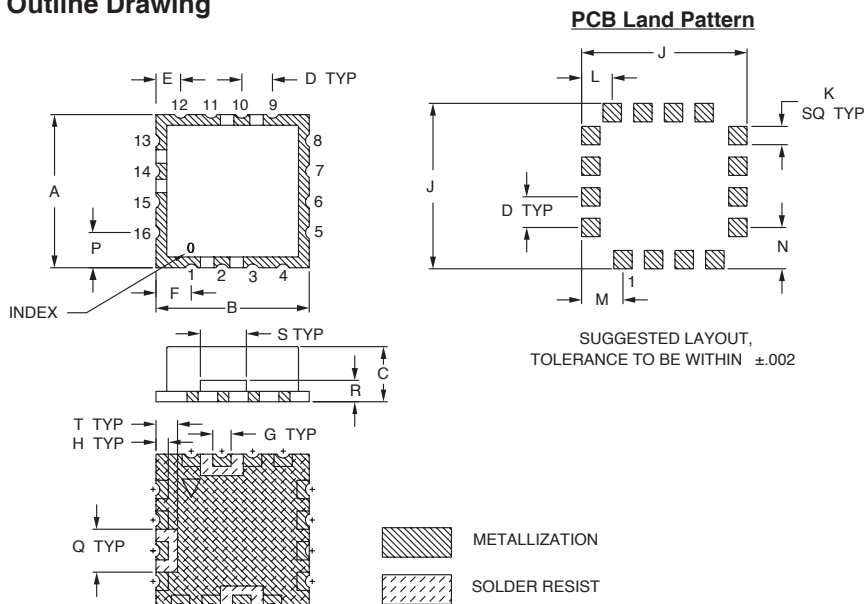 Outline Drawing
PCB Land Pattern
E
D TYP
12 11 10 9
13
14
15
16
8
7
6
5
A
P
0
1 2 3 4
F
B
INDEX
J
L
K
SQ TYP
J
D TYP
N
M
1
SUGGESTED LAYOUT,
TOLERANCE TO BE WITHIN ±.002
S TYP
C
R
T TYP
H TYP
G TYP
Q TYP
METALLIZATION
SOLDER RESIST